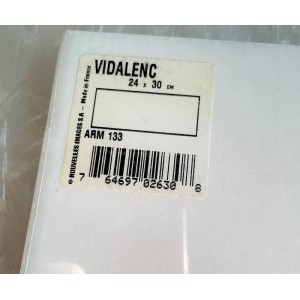 VIDALENC
24 x 30 CM
ARM 133
7 64697 02630 8
© NOUVELLES IMAGES S.A - Made in France